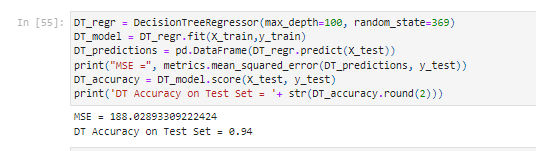 In [55]: DT_regr = DecisionTreeRegressor(max_depth=100, random_state=369)
DT_model = DT_regr.fit(X_train,y_train)
DT_predictions = pd.DataFrame(DT_regr.predict(X_test))
print("MSE =", metrics.mean_squared_error(DT_predictions, y_test))
DT_accuracy = DT_model.score(X_test, y_test)
print('DT Accuracy on Test Set = '+ str(DT_accuracy.round(2)))
MSE = 188.02893309222424
DT Accuracy on Test Set = 0.94